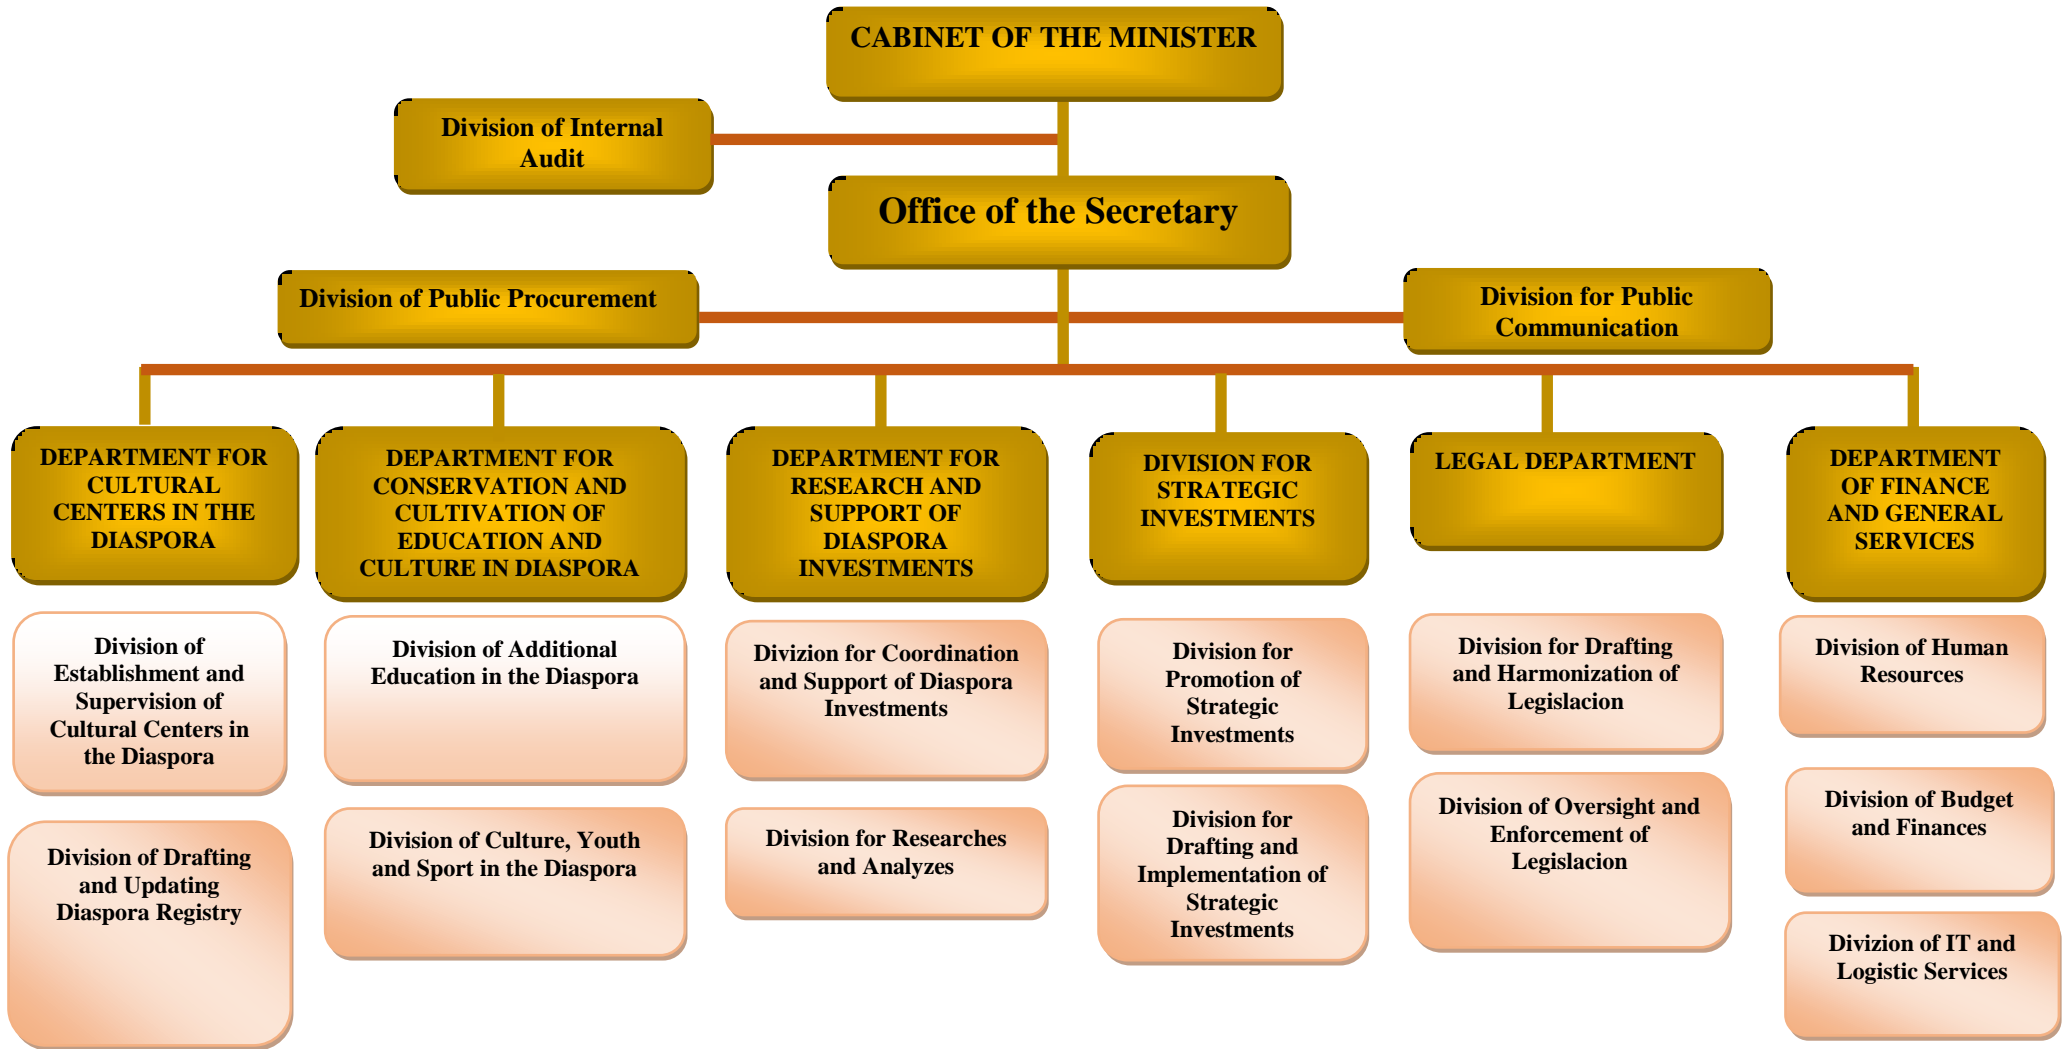 CABINET OF THE MINISTER
Division of Internal
Audit
Office of the Secretary
Division of Public Procurement
Division for Public
Communication
DEPARTMENT FOR
CULTURAL
CENTERS IN THE
DIASPORA
DEPARTMENT FOR
CONSERVATION AND
CULTIVATION OF
EDUCATION AND
CULTURE IN DIASPORA
DEPARTMENT FOR
RESEARCH AND
SUPPORT OF
DIASPORA
INVESTMENTS
DIVISION FOR
STRATEGIC
INVESTMENTS
LEGAL DEPARTMENT
DEPARTMENT
OF FINANCE
AND GENERAL
SERVICES
Division of
Establishment and
Supervision of
Cultural Centers in
the Diaspora
Division of Additional
Education in the Diaspora
Divizion for Coordination
and Support of Diaspora
Investments
Division for
Promotion of
Strategic
Investments
Division for Drafting
and Harmonization of
Legislacion
Division of Human
Resources
Division of Drafting
and Updating
Diaspora Registry
Division of Culture, Youth
and Sport in the Diaspora
Division for Researches
and Analyzes
Division for
Drafting and
Implementation of
Strategic
Investments
Division of Oversight and
Enforcement of
Legislacion
Division of Budget
and Finances
Divizion of IT and
Logistic Services